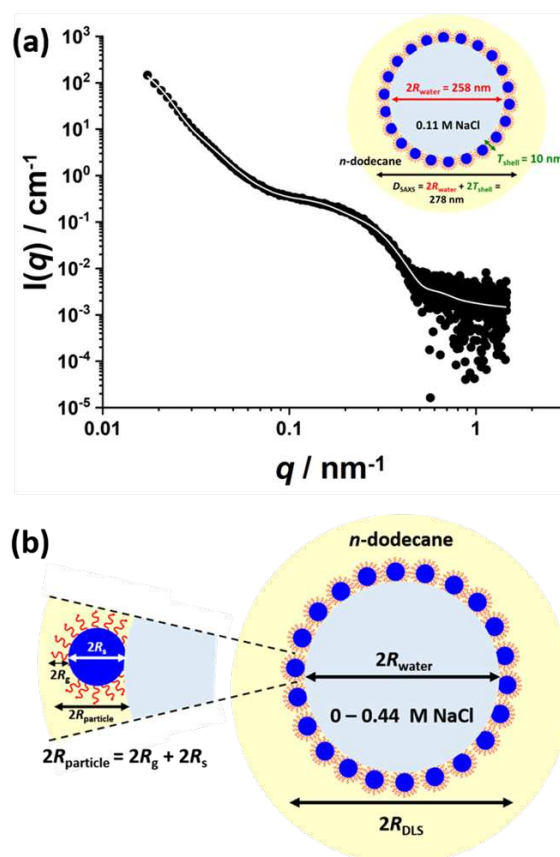 (a)
10³
10²
10¹
10⁰
10⁻¹
10⁻²
10⁻³
10⁻⁴
10⁻⁵
I(q) / cm⁻¹
0.01
0.1
1
q / nm⁻¹
2Rwater = 258 nm
0.11 M NaCl
Tshell = 10 nm
n-dodecane
DSAXS = 2Rwater + 2Tshell =
278 nm
(b)
n-dodecane
2Rs
2Rg
2Rparticle
2Rparticle = 2Rg + 2Rs
2Rwater
0 – 0.44 M NaCl
2RDLS